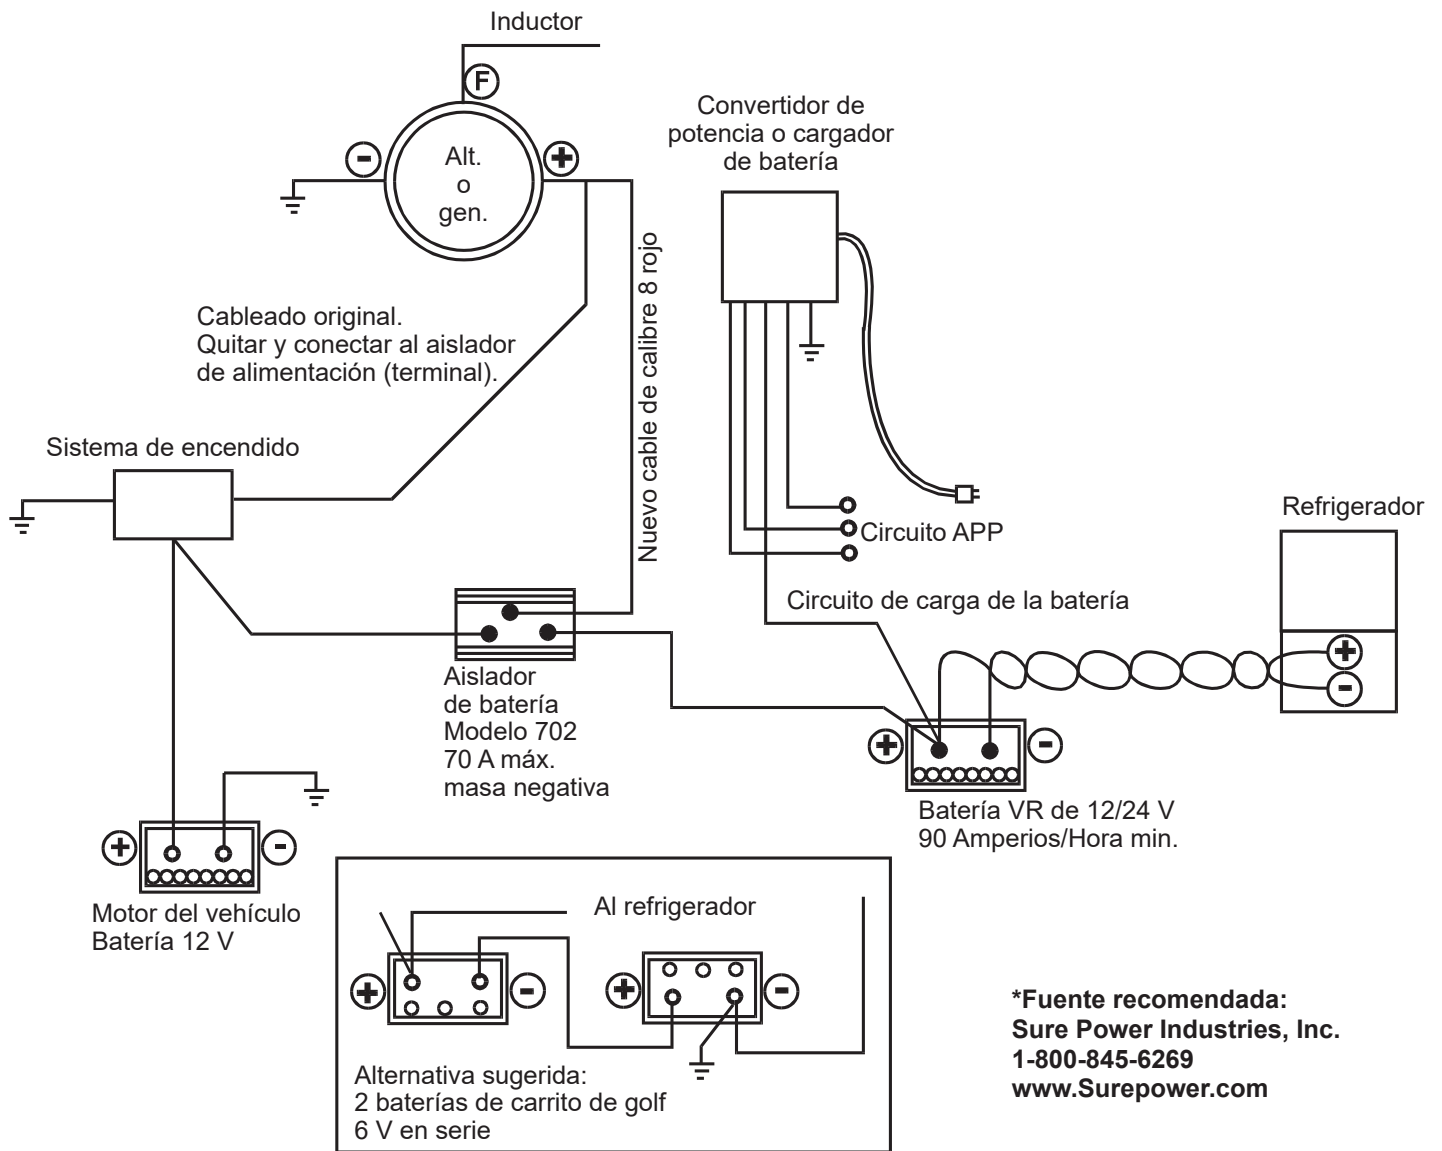 Inductor
F
Convertidor de
potencia o cargador
de batería
-
+
Alt.
o
gen.
Nuevo cable de calibre 8 rojo
Cableado original.
Quitar y conectar al aislador
de alimentación (terminal).
Sistema de encendido
Refrigerador
Circuito APP
Circuito de carga de la batería
+
-
Aislador
de batería
Modelo 702
70 A máx.
masa negativa
+
-
Batería VR de 12/24 V
90 Amperios/Hora min.
+
-
Motor del vehículo
Batería 12 V
Al refrigerador
+
-
+
-
Alternativa sugerida:
2 baterías de carrito de golf
6 V en serie
*Fuente recomendada:
Sure Power Industries, Inc.
1-800-845-6269
www.Surepower.com